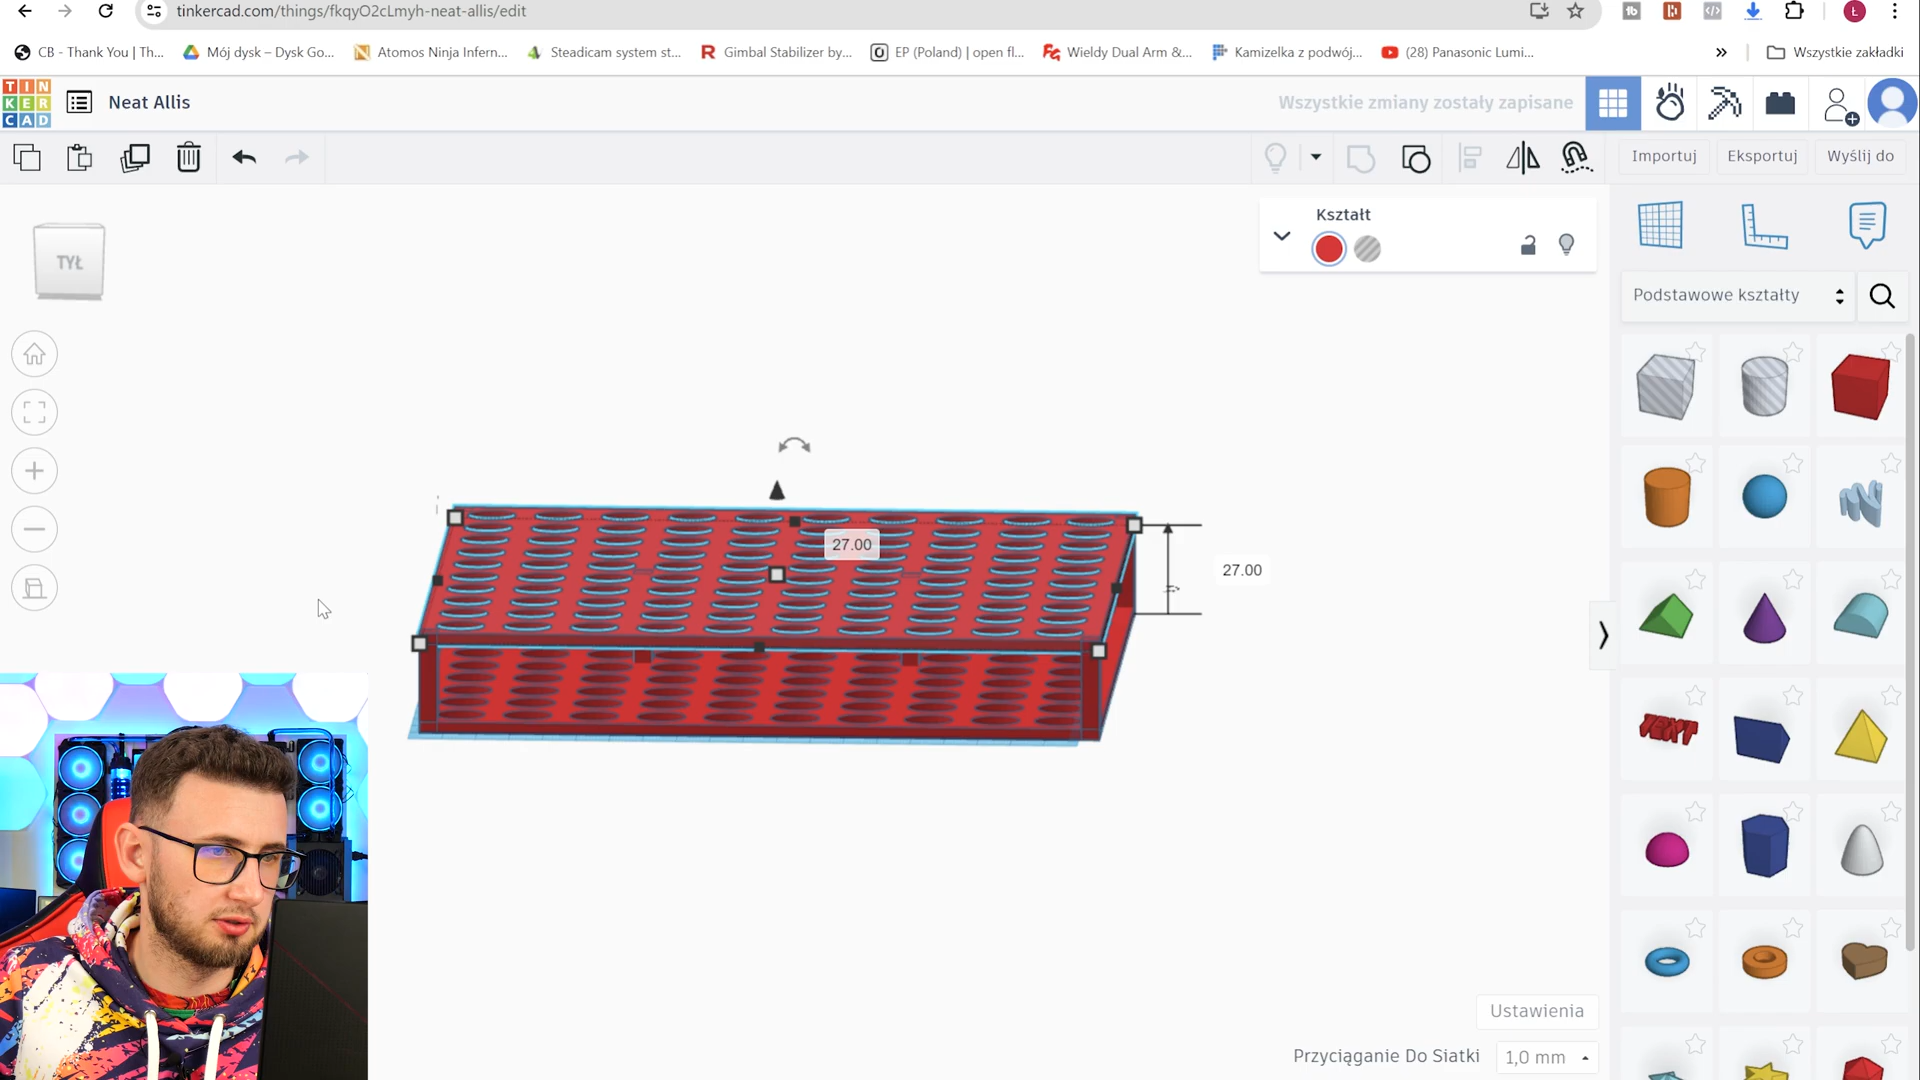 tinkercad.com/things/fkqyO2cLmyh-neat-allis/edit
Ł
CB - Thank You | Th...
Mój dysk – Dysk Go...
Atomos Ninja Infern...
Steadicam system st...
Gimbal Stabilizer by...
EP (Poland) | open fl...
Wieldy Dual Arm &...
Kamizelka z podwój...
(28) Panasonic Lumi...
Wszystkie zakładki
TIN
KER
CAD
Neat Allis
Wszystkie zmiany zostały zapisane
Importuj
Eksportuj
Wyślij do
TYŁ
Kształt
Podstawowe kształty
27.00
27.00
TEXT
Ustawienia
Przyciąganie Do Siatki
1,0 mm